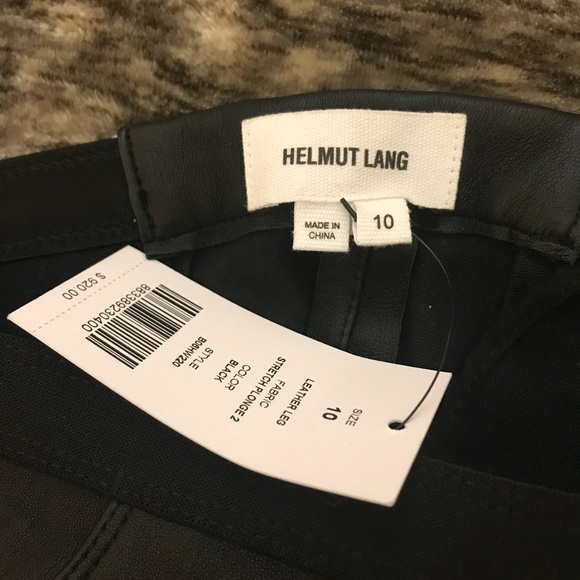 HELMUT LANG
MADE IN
CHINA
10
SIZE
10
LEATHER LEG
FABRIC
STRETCH PLONGE 2
COLOR
BLACK
STYLE
B06HW220
883389230400
$ 920.00